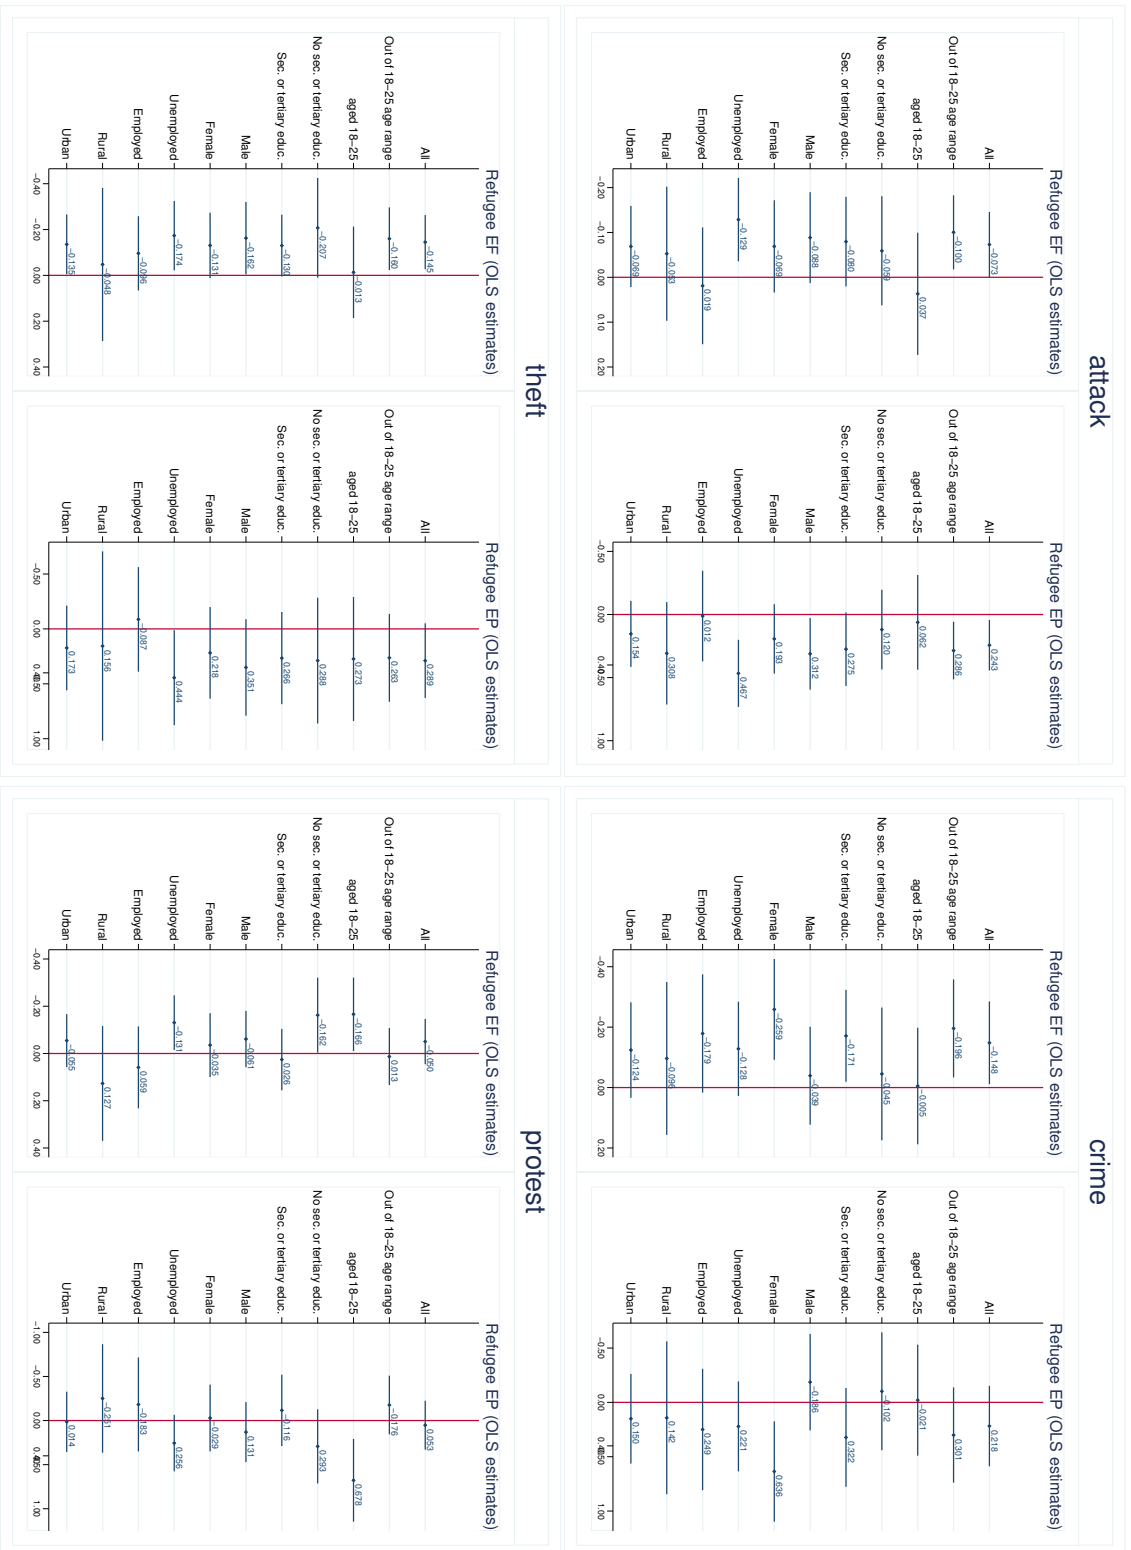 attack
Refugee EF (OLS estimates)
All −0.073
Out of 18−25 age range −0.100
aged 18−25 0.037
No sec. or tertiary educ. −0.059
Sec. or tertiary educ. −0.080
Male −0.088
Female −0.069
Unemployed −0.129
Employed 0.019
Rural −0.053
Urban −0.069
−0.20 −0.10 0.00 0.10 0.20
Refugee EP (OLS estimates)
All 0.243
Out of 18−25 age range 0.286
aged 18−25 0.062
No sec. or tertiary educ. 0.120
Sec. or tertiary educ. 0.275
Male 0.312
Female 0.193
Unemployed 0.467
Employed 0.012
Rural 0.308
Urban 0.154
−0.50 0.00 0.40 0.50 1.00
crime
Refugee EF (OLS estimates)
All −0.148
Out of 18−25 age range −0.196
aged 18−25 −0.005
No sec. or tertiary educ. −0.045
Sec. or tertiary educ. −0.171
Male −0.039
Female −0.259
Unemployed −0.128
Employed −0.179
Rural −0.096
Urban −0.124
−0.40 −0.20 0.00 0.20
Refugee EP (OLS estimates)
All 0.218
Out of 18−25 age range 0.301
aged 18−25 −0.021
No sec. or tertiary educ. −0.102
Sec. or tertiary educ. 0.322
Male −0.186
Female 0.636
Unemployed 0.221
Employed 0.249
Rural 0.142
Urban 0.150
−0.50 0.00 0.40 0.50 1.00
theft
Refugee EF (OLS estimates)
All −0.145
Out of 18−25 age range −0.160
aged 18−25 −0.013
No sec. or tertiary educ. −0.207
Sec. or tertiary educ. −0.130
Male −0.162
Female −0.131
Unemployed −0.174
Employed −0.096
Rural −0.048
Urban −0.135
−0.40 −0.20 0.00 0.20 0.40
Refugee EP (OLS estimates)
All 0.289
Out of 18−25 age range 0.263
aged 18−25 0.273
No sec. or tertiary educ. 0.288
Sec. or tertiary educ. 0.266
Male 0.351
Female 0.218
Unemployed 0.444
Employed −0.087
Rural 0.156
Urban 0.173
−0.50 0.00 0.40 0.50 1.00
protest
Refugee EF (OLS estimates)
All −0.050
Out of 18−25 age range 0.013
aged 18−25 −0.166
No sec. or tertiary educ. −0.162
Sec. or tertiary educ. 0.026
Male −0.061
Female −0.035
Unemployed −0.131
Employed 0.059
Rural 0.127
Urban −0.055
−0.40 −0.20 0.00 0.20 0.40
Refugee EP (OLS estimates)
All 0.053
Out of 18−25 age range −0.176
aged 18−25 0.678
No sec. or tertiary educ. 0.293
Sec. or tertiary educ. −0.116
Male 0.131
Female −0.029
Unemployed 0.256
Employed −0.183
Rural −0.251
Urban 0.014
−1.00 −0.50 0.00 0.40 0.50 1.00